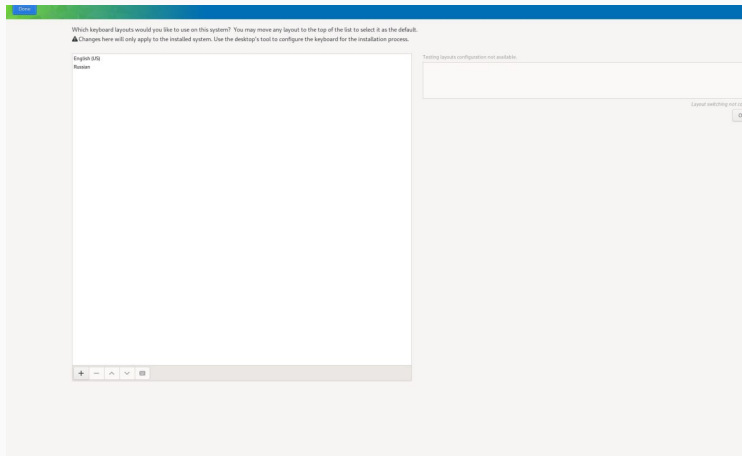 Done
Which keyboard layouts would you like to use on this system? You may move any layout to the top of the list to select it as the default.
Changes here will only apply to the installed system. Use the desktop's tool to configure the keyboard for the installation process.
English (US)
Russian
Testing layouts configuration not available.
Layout switching not